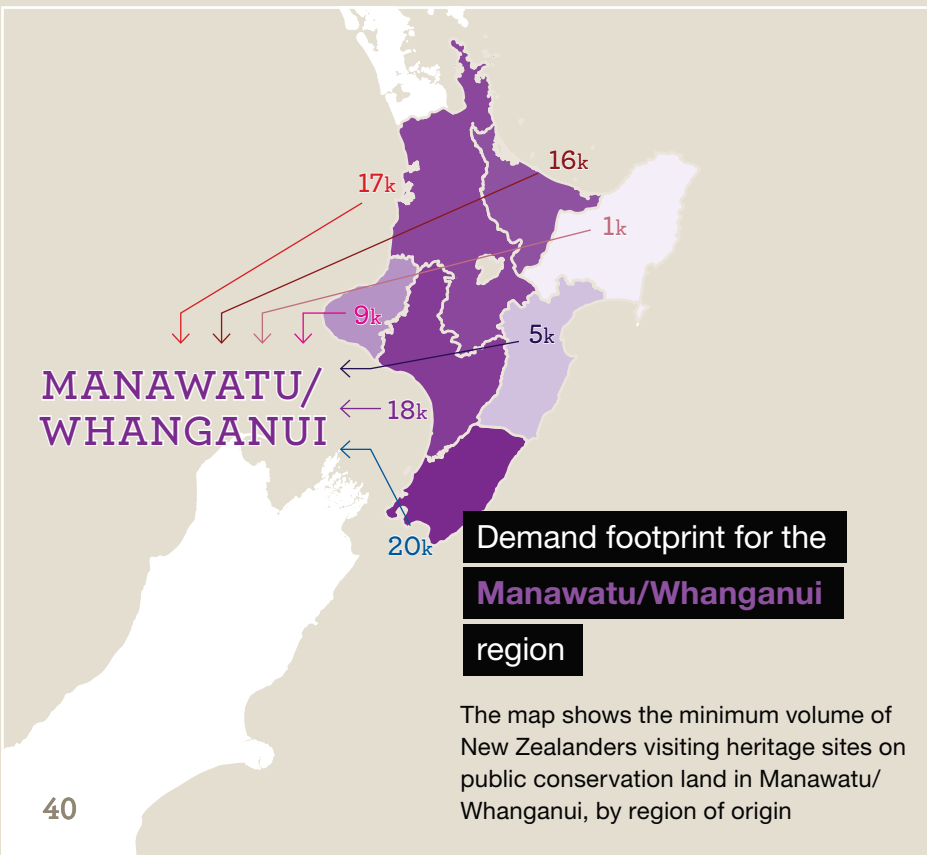 16k
17k
1k
9k
5k
MANAWATU/
WHANGANUI
18k
20k
Demand footprint for the
Manawatu/Whanganui
region
The map shows the minimum volume of
New Zealanders visiting heritage sites on
public conservation land in Manawatu/
Whanganui, by region of origin
40